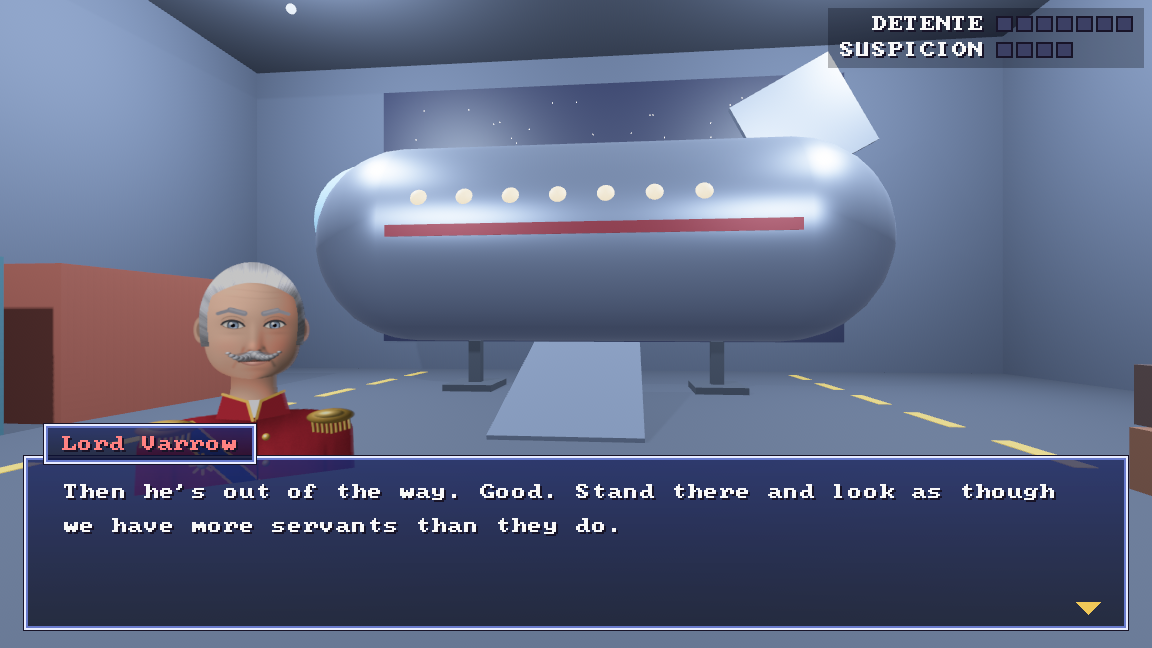 DETENTE
SUSPICION
Lord Varrow
Then he's out of the way. Good. Stand there and look as though
we have more servants than they do.